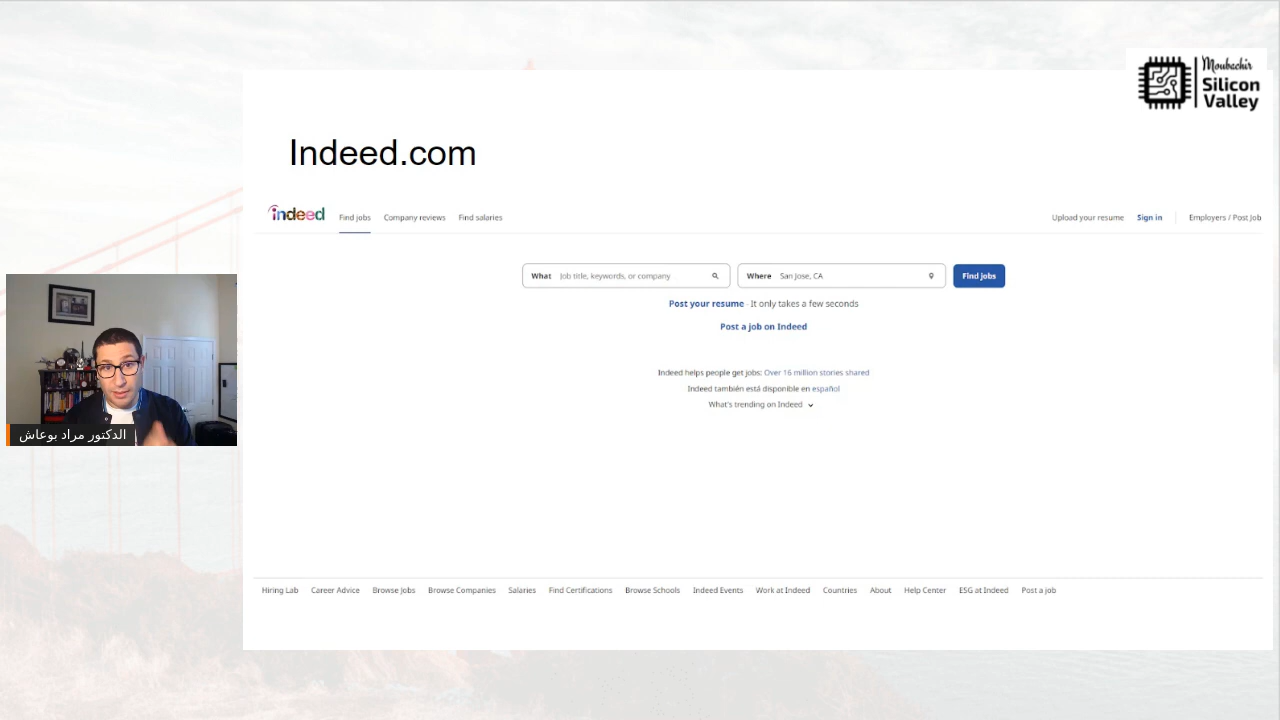 Moubachir
Silicon
Valley
Indeed.com
indeed Find jobs Company reviews Find salaries Upload your resume Sign in Employers / Post Job
What Job title, keywords, or company Where San Jose, CA Find jobs
Post your resume - It only takes a few seconds
Post a job on Indeed
Indeed helps people get jobs: Over 16 million stories shared
Indeed también está disponible en español
What's trending on Indeed
الدكتور مراد بوعاش
Hiring Lab Career Advice Browse Jobs Browse Companies Salaries Find Certifications Browse Schools Indeed Events Work at Indeed Countries About Help Center ESG at Indeed Post a job